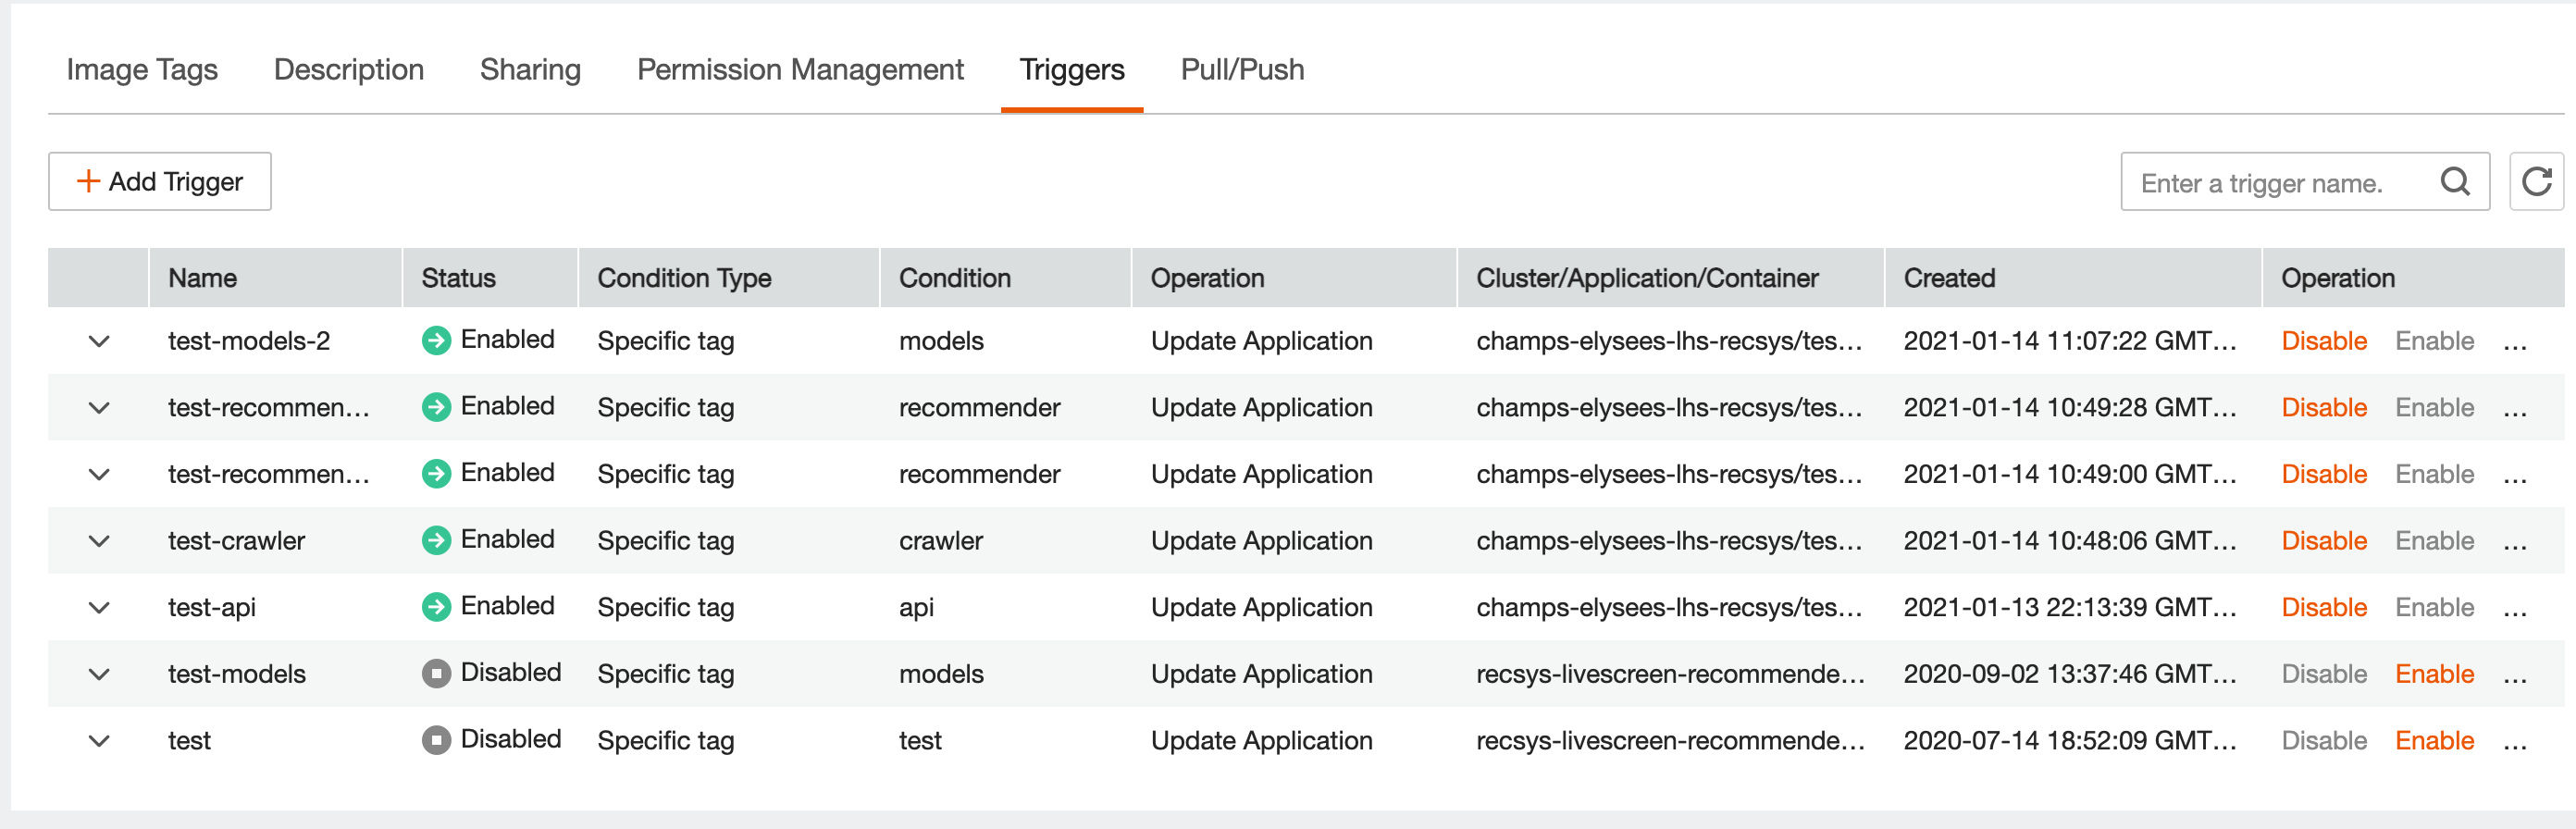 Image Tags Description Sharing Permission Management Triggers Pull/Push
+ Add Trigger Enter a trigger name.
Name Status Condition Type Condition Operation Cluster/Application/Container Created Operation
test-models-2 Enabled Specific tag models Update Application champs-elysees-lhs-recsys/tes... 2021-01-14 11:07:22 GMT... Disable Enable ...
test-recommen... Enabled Specific tag recommender Update Application champs-elysees-lhs-recsys/tes... 2021-01-14 10:49:28 GMT... Disable Enable ...
test-recommen... Enabled Specific tag recommender Update Application champs-elysees-lhs-recsys/tes... 2021-01-14 10:49:00 GMT... Disable Enable ...
test-crawler Enabled Specific tag crawler Update Application champs-elysees-lhs-recsys/tes... 2021-01-14 10:48:06 GMT... Disable Enable ...
test-api Enabled Specific tag api Update Application champs-elysees-lhs-recsys/tes... 2021-01-13 22:13:39 GMT... Disable Enable ...
test-models Disabled Specific tag models Update Application recsys-livescreen-recommende... 2020-09-02 13:37:46 GMT... Disable Enable ...
test Disabled Specific tag test Update Application recsys-livescreen-recommende... 2020-07-14 18:52:09 GMT... Disable Enable ...